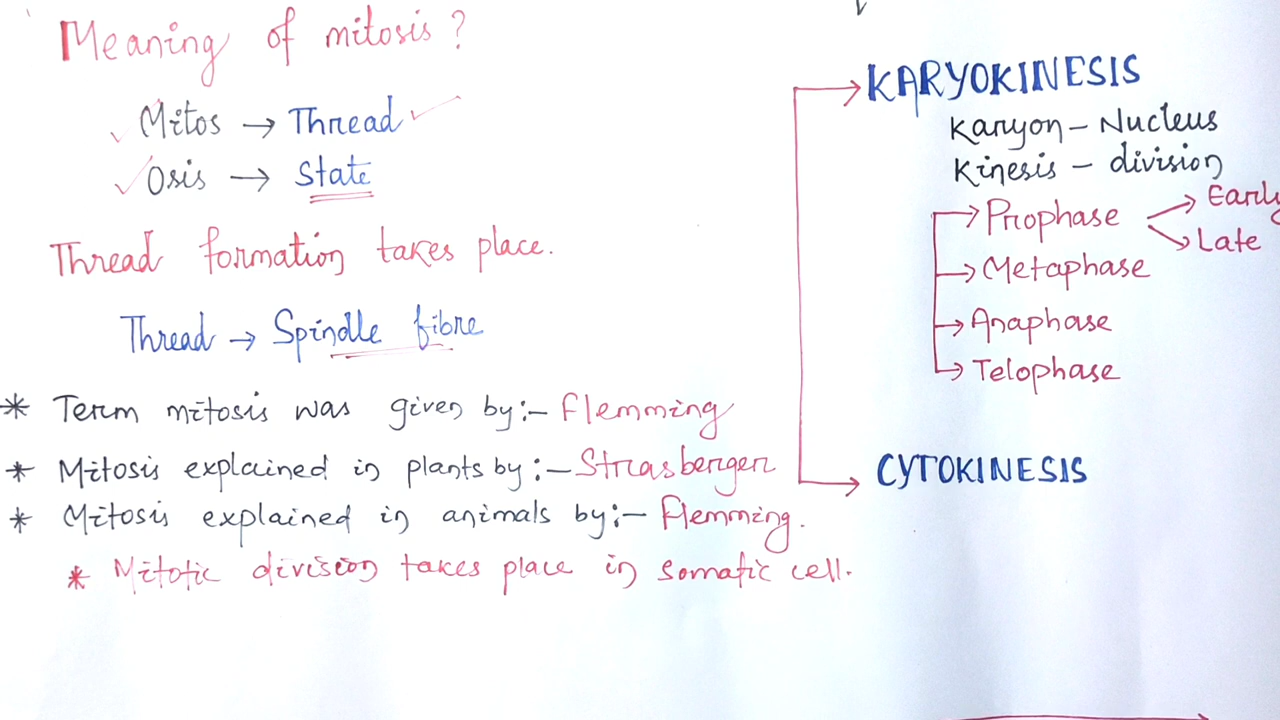 Meaning of mitosis?
Mitos → Thread
Osis → State
Thread formation takes place.
Thread → Spindle fibre
* Term mitosis was given by:- Flemming
* Mitosis explained in plants by:- Strasberger
* Mitosis explained in animals by:- Flemming.
* Mitotic division takes place in somatic cell.
KARYOKINESIS
Karyon - Nucleus
Kinesis - division
→ Prophase
→ Early
→ Late
→ Metaphase
→ Anaphase
→ Telophase
CYTOKINESIS